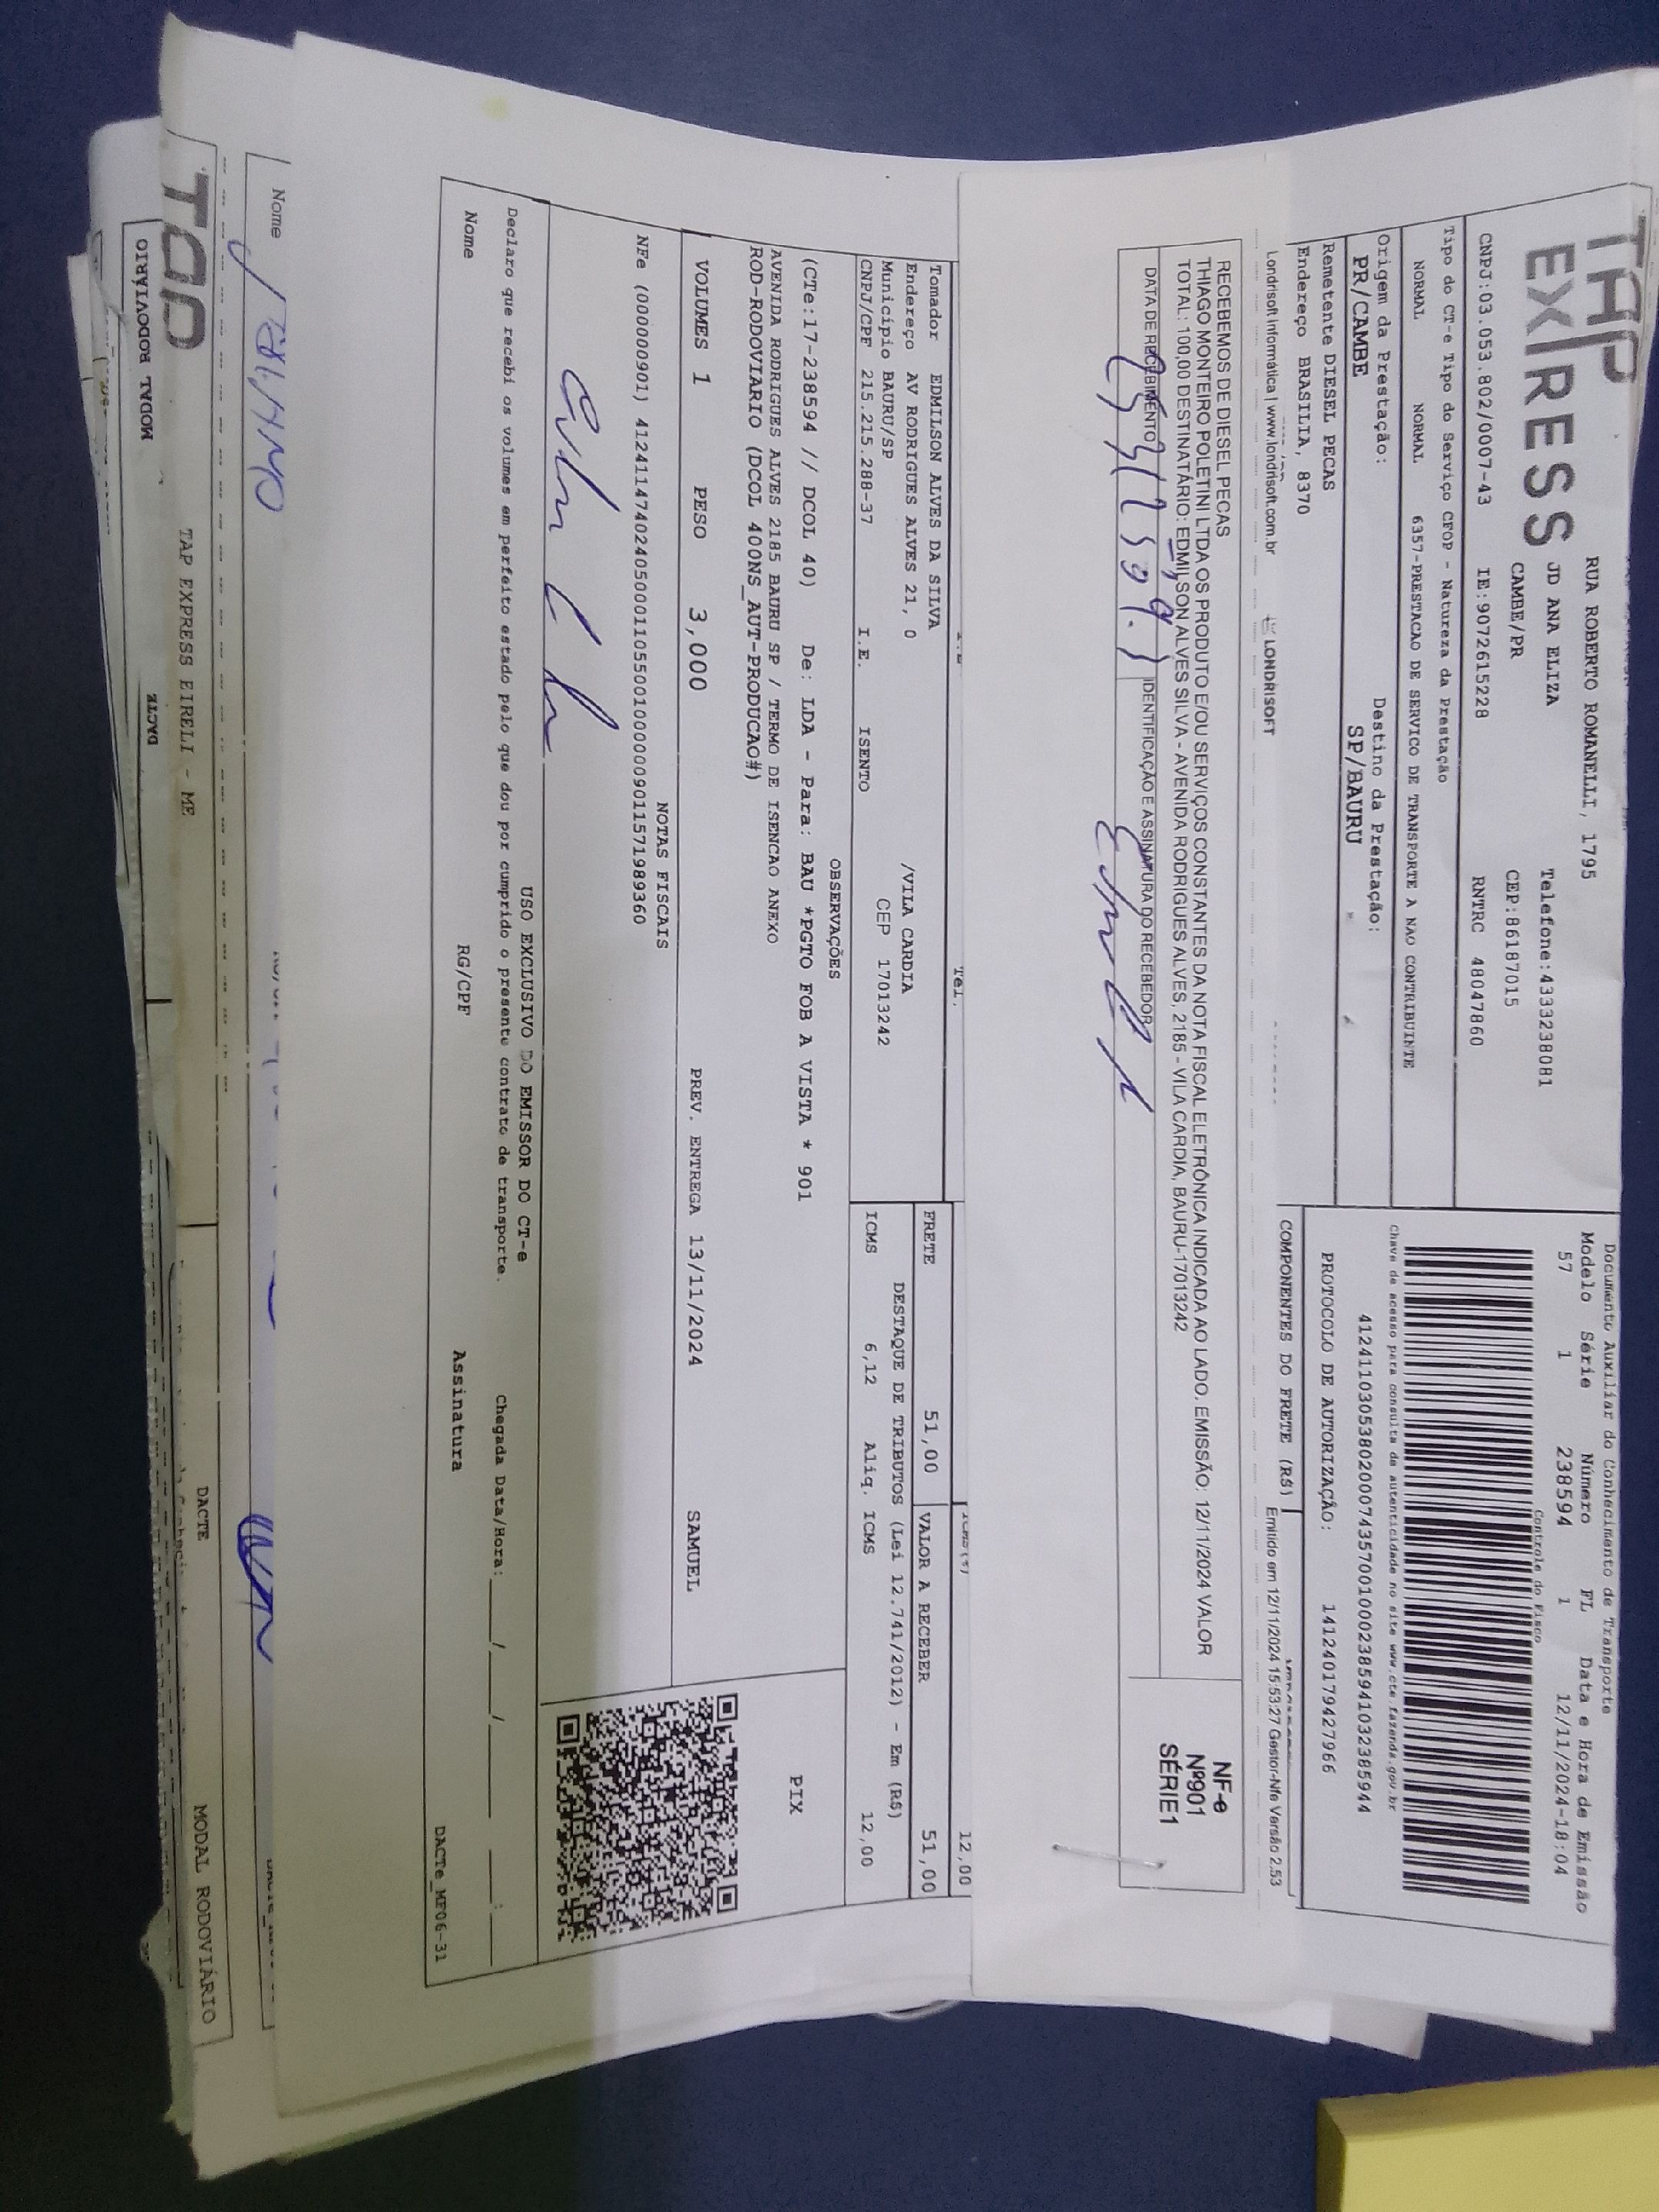 TAP
EXPRESS
RUA ROBERTO ROMANELLI, 1795
JD ANA ELIZA
Telefone:4333238081
CAMBE/PR
CEP:86187015
CNPJ:03.053.802/0007-43 IE:9072615228 RNTRC 48047860
Documento Auxiliar do Conhecimento de Transporte
Modelo Série Número FL Data e Hora de Emissão
57 1 238594 1 12/11/2024-18:04
Controle do Fisco
Tipo do CT-e Tipo do Serviço CFOP - Natureza da Prestação
NORMAL NORMAL 6357-PRESTACAO DE SERVICO DE TRANSPORTE A NAO CONTRIBUINTE
Chave de acesso para consulta de autenticidade no site www.cte.fazenda.gov.br
41241103053802000743570010002385941032385944
Origem da Prestação: Destino da Prestação:
PR/CAMBE SP/BAURU
PROTOCOLO DE AUTORIZAÇÃO: 141240179427966
Remetente DIESEL PECAS
Endereço BRASILIA, 8370
COMPONENTES DO FRETE (R$)
Londrisoft Informática | www.londrisoft.com.br LONDRISOFT Emitido em 12/11/2024 15:53:27 Gestor-Nfe Versão 2.53
RECEBEMOS DE DIESEL PECAS
THIAGO MONTEIRO POLETINI LTDA OS PRODUTO E/OU SERVIÇOS CONSTANTES DA NOTA FISCAL ELETRÔNICA INDICADA AO LADO. EMISSÃO: 12/11/2024 VALOR
TOTAL: 100,00 DESTINATÁRIO: EDMILSON ALVES SILVA - AVENIDA RODRIGUES ALVES, 2185 - VILA CARDIA, BAURU-17013242
DATA DE RECEBIMENTO IDENTIFICAÇÃO E ASSINATURA DO RECEBEDOR
NF-e
Nº901
SÉRIE1
Tel.
12,00
Tomador EDMILSON ALVES DA SILVA
Endereço AV RODRIGUES ALVES 21, 0 /VILA CARDIA
Município BAURU/SP CEP 17013242
CNPJ/CPF 215.215.288-37 I.E. ISENTO
FRETE 51,00 VALOR A RECEBER 51,00
DESTAQUE DE TRIBUTOS (Lei 12.741/2012) - Em (R$)
ICMS 6,12 Aliq. ICMS 12,00
OBSERVAÇÕES
(CTe:17-238594 // DCOL 40) De: LDA - Para: BAU *PGTO FOB A VISTA * 901
AVENIDA RODRIGUES ALVES 2185 BAURU SP / TERMO DE ISENCAO ANEXO
ROD-RODOVIARIO (DCOL 400NS_AUT-PRODUCAO#)
PIX
VOLUMES 1 PESO 3,000 PREV. ENTREGA 13/11/2024 SAMUEL
NOTAS FISCAIS
NFe (000000901) 41241147402405000110550010000009011571989360
USO EXCLUSIVO DO EMISSOR DO CT-e
Declaro que recebi os volumes em perfeito estado pelo que dou por cumprido o presente contrato de transporte. Chegada Data/Hora:____/____/____ ____:____
Nome RG/CPF Assinatura
DACTe_MF06-31
Nome
TAP EXPRESS EIRELI - ME
DACTE
MODAL RODOVIÁRIO
MODAL RODOVIÁRIO
DACTE